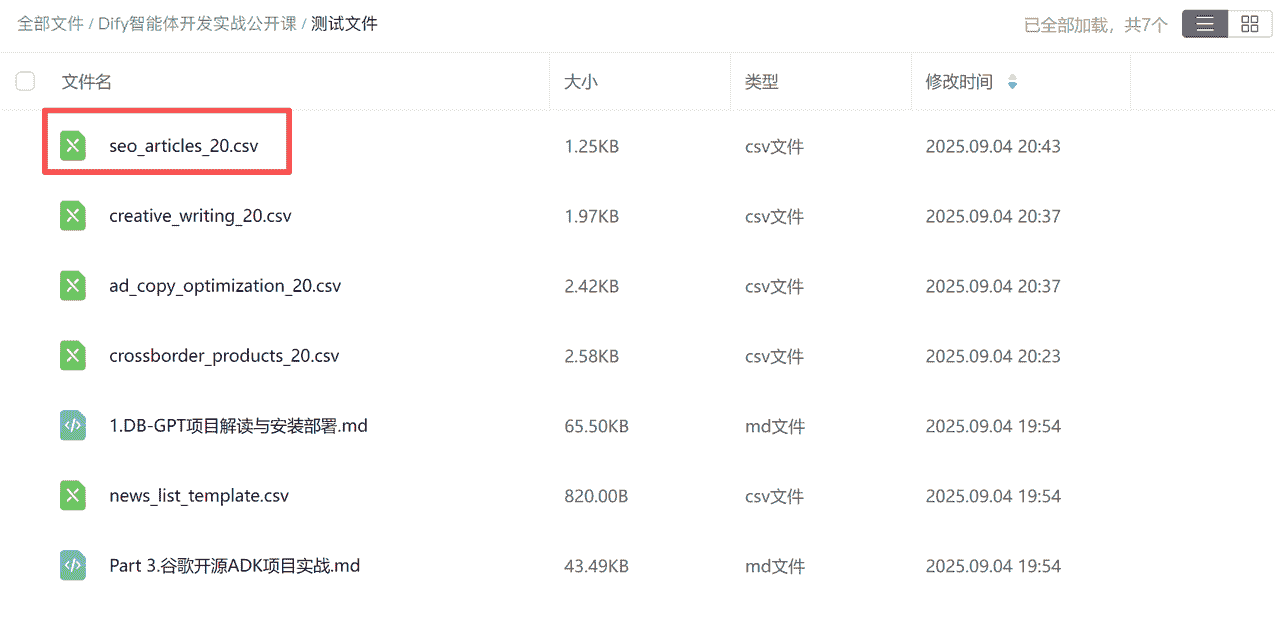 全部文件 / Dify智能体开发实战公开课 / 测试文件 已全部加载，共7个
文件名 大小 类型 修改时间
seo_articles_20.csv 1.25KB csv文件 2025.09.04 20:43
creative_writing_20.csv 1.97KB csv文件 2025.09.04 20:37
ad_copy_optimization_20.csv 2.42KB csv文件 2025.09.04 20:37
crossborder_products_20.csv 2.58KB csv文件 2025.09.04 20:23
1.DB-GPT项目解读与安装部署.md 65.50KB md文件 2025.09.04 19:54
news_list_template.csv 820.00B csv文件 2025.09.04 19:54
Part 3.谷歌开源ADK项目实战.md 43.49KB md文件 2025.09.04 19:54